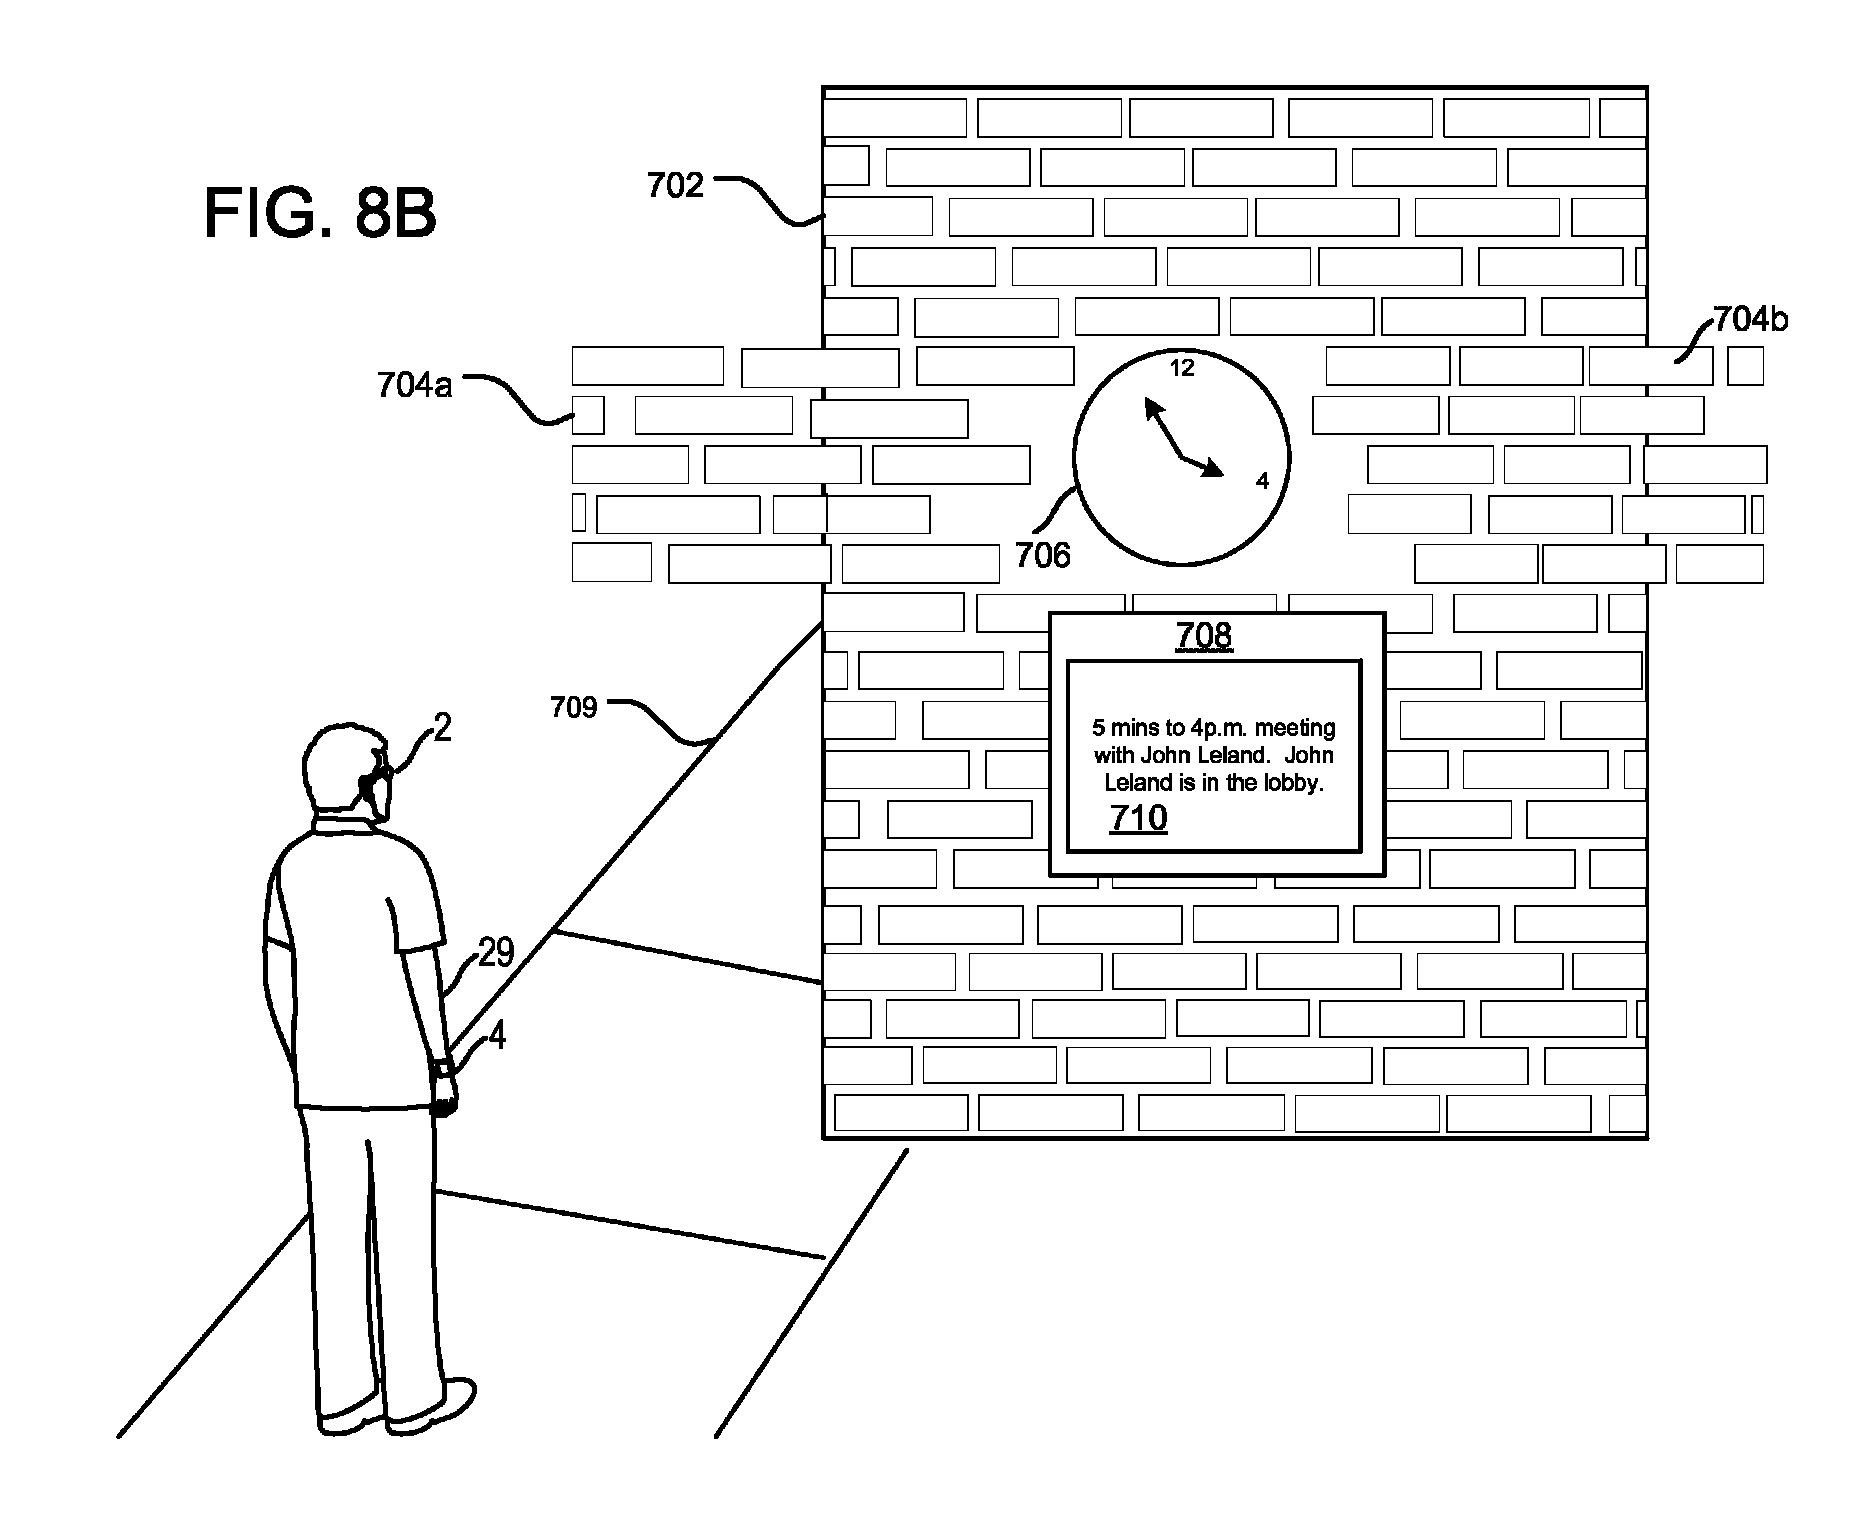 FIG. 8B
702
704a
704b
12
4
706
708
5 mins to 4p.m. meeting
with John Leland. John
Leland is in the lobby.
710
709
2
29
4